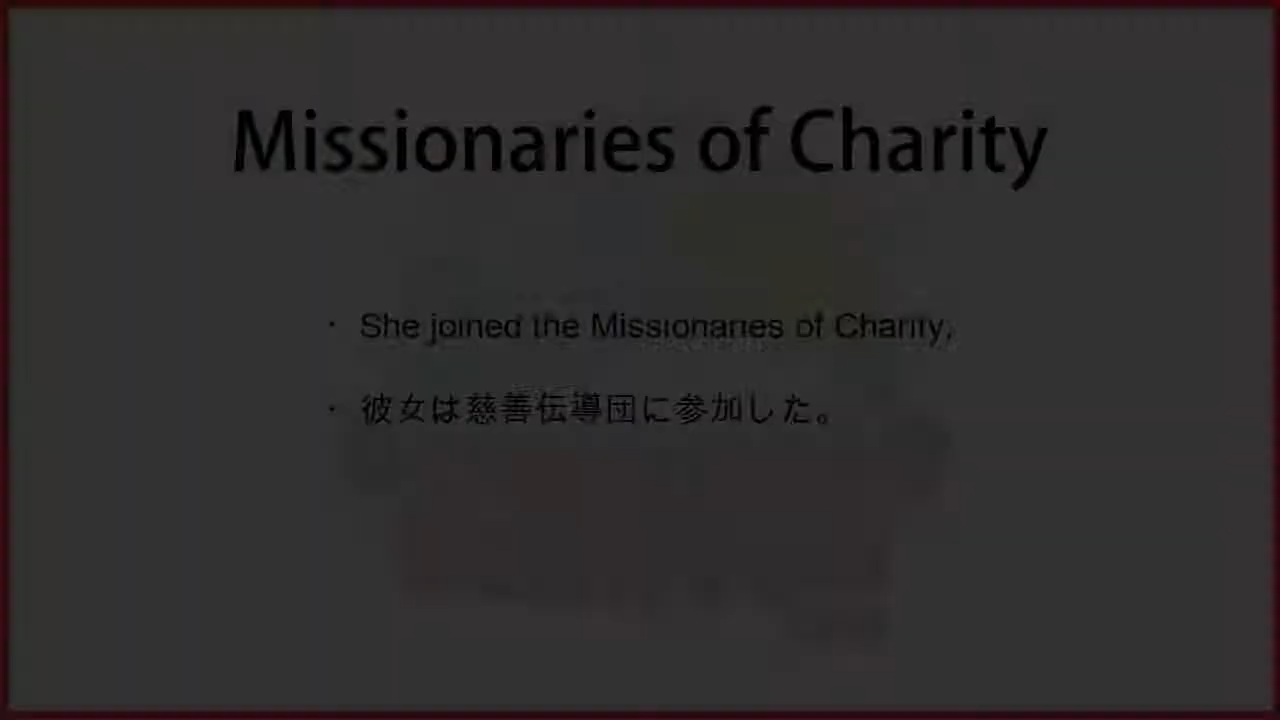 Missionaries of Charity
・ She joined the Missionaries of Charity.
・ 彼女は慈善伝導団に参加した。